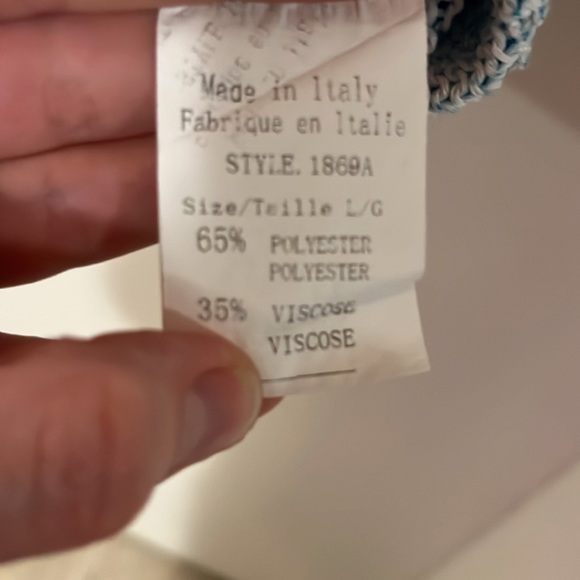 Made in Italy
Fabrique en Italie
STYLE. 1869A
Size/Taille L/G
65% POLYESTER
POLYESTER
35% VISCOSE
VISCOSE